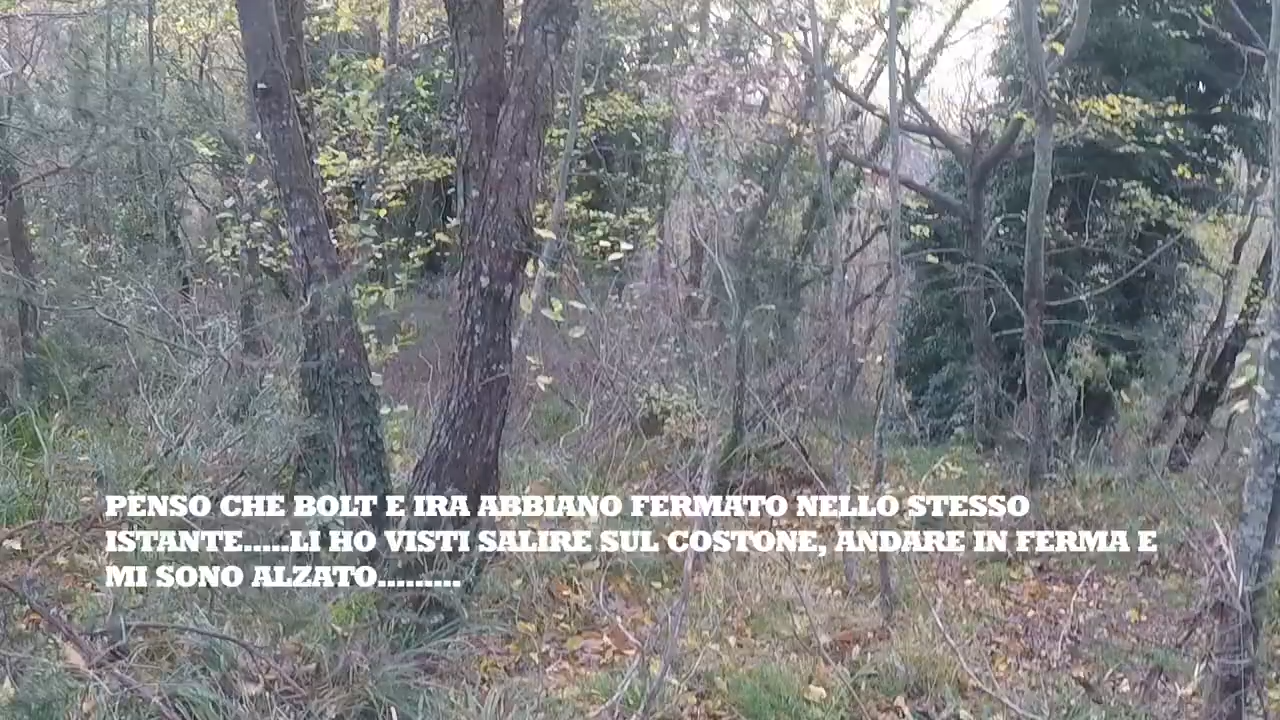 PENSO CHE BOLT E IRA ABBIANO FERMATO NELLO STESSO
ISTANTE.....LI HO VISTI SALIRE SUL COSTONE, ANDARE IN FERMA E
MI SONO ALZATO.........